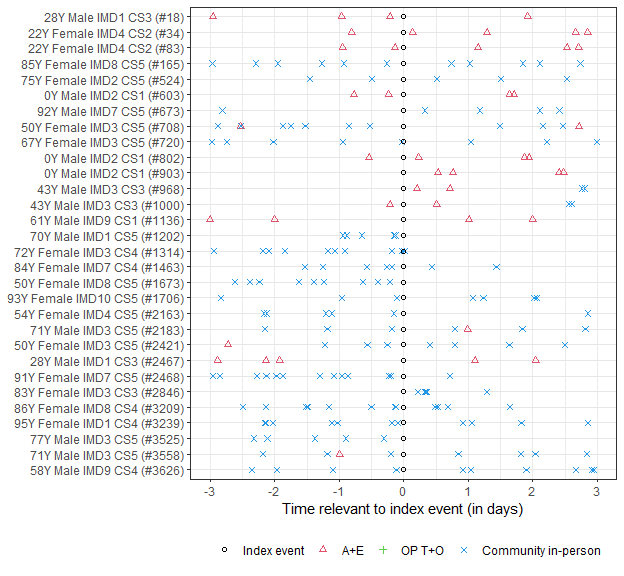 28Y Male IMD1 CS3 (#18)
22Y Female IMD4 CS2 (#34)
22Y Female IMD4 CS2 (#83)
85Y Female IMD8 CS5 (#165)
75Y Male IMD2 CS2 (#524)
0Y Male IMD2 CS1 (#603)
92Y Male IMD7 CS5 (#673)
50Y Female IMD3 CS5 (#708)
67Y Female IMD3 CS5 (#720)
0Y Male IMD2 CS1 (#802)
0Y Male IMD2 CS1 (#903)
43Y Male IMD3 CS3 (#968)
43Y Male IMD3 CS3 (#1000)
61Y Male IMD9 CS1 (#1136)
70Y Male IMD1 CS5 (#1202)
72Y Female IMD3 CS4 (#1314)
84Y Male IMD7 CS4 (#1463)
50Y Female IMD8 CS5 (#1673)
93Y Female IMD10 CS5 (#1706)
54Y Female IMD4 CS5 (#2163)
71Y Male IMD3 CS5 (#2183)
50Y Female IMD3 CS5 (#2421)
28Y Male IMD1 CS3 (#2467)
91Y Female IMD7 CS5 (#2468)
83Y Female IMD3 CS3 (#2846)
86Y Female IMD8 CS4 (#3209)
95Y Female IMD1 CS4 (#3239)
77Y Male IMD3 CS5 (#3525)
71Y Male IMD3 CS5 (#3558)
58Y Male IMD9 CS4 (#3626)
-3 -2 -1 0 1 2 3
Time relevant to index event (in days)
Index event A+E OP T+O Community in-person